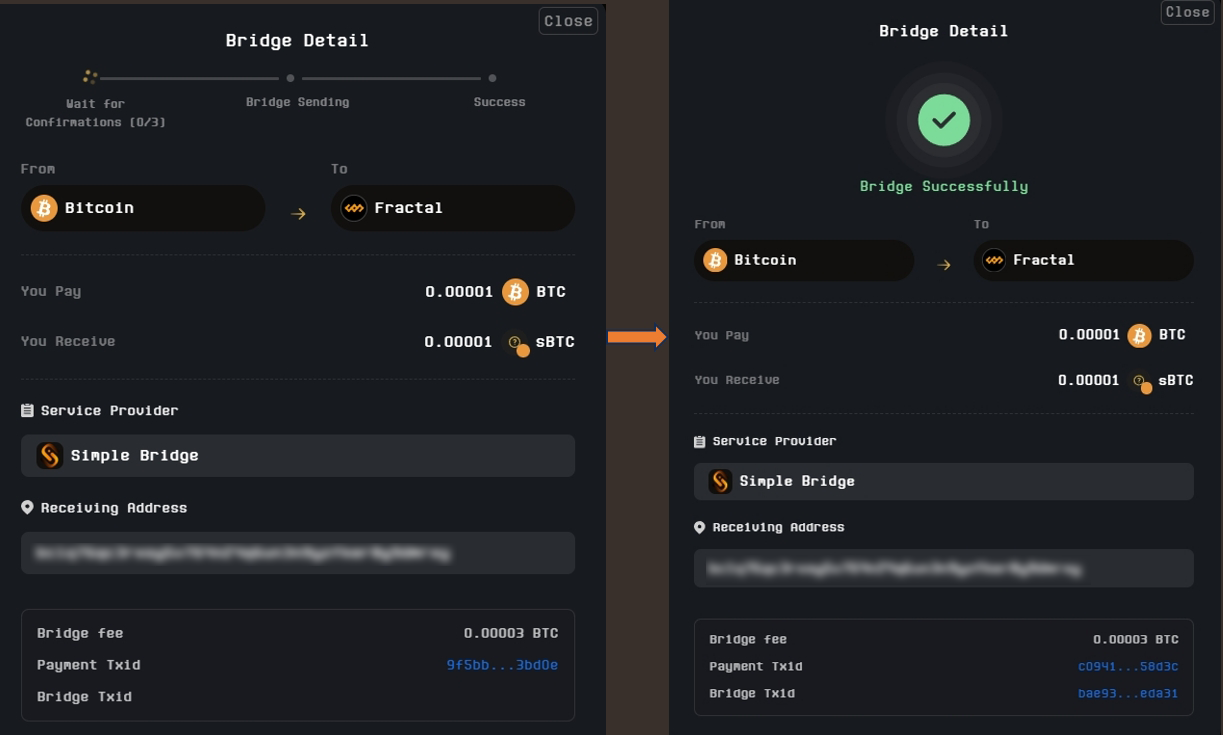 Close
Bridge Detail
Wait for
Confirmations (0/3)
Bridge Sending
Success
From
To
Bitcoin
Fractal
You Pay
0.00001 BTC
You Receive
0.00001 sBTC
Service Provider
Simple Bridge
Receiving Address
Bridge fee
0.00003 BTC
Payment Txid
9f5bb...3bd0e
Bridge Txid
Close
Bridge Detail
Bridge Successfully
From
To
Bitcoin
Fractal
You Pay
0.00001 BTC
You Receive
0.00001 sBTC
Service Provider
Simple Bridge
Receiving Address
Bridge fee
0.00003 BTC
Payment Txid
c0941...58d3c
Bridge Txid
bae93...eda31